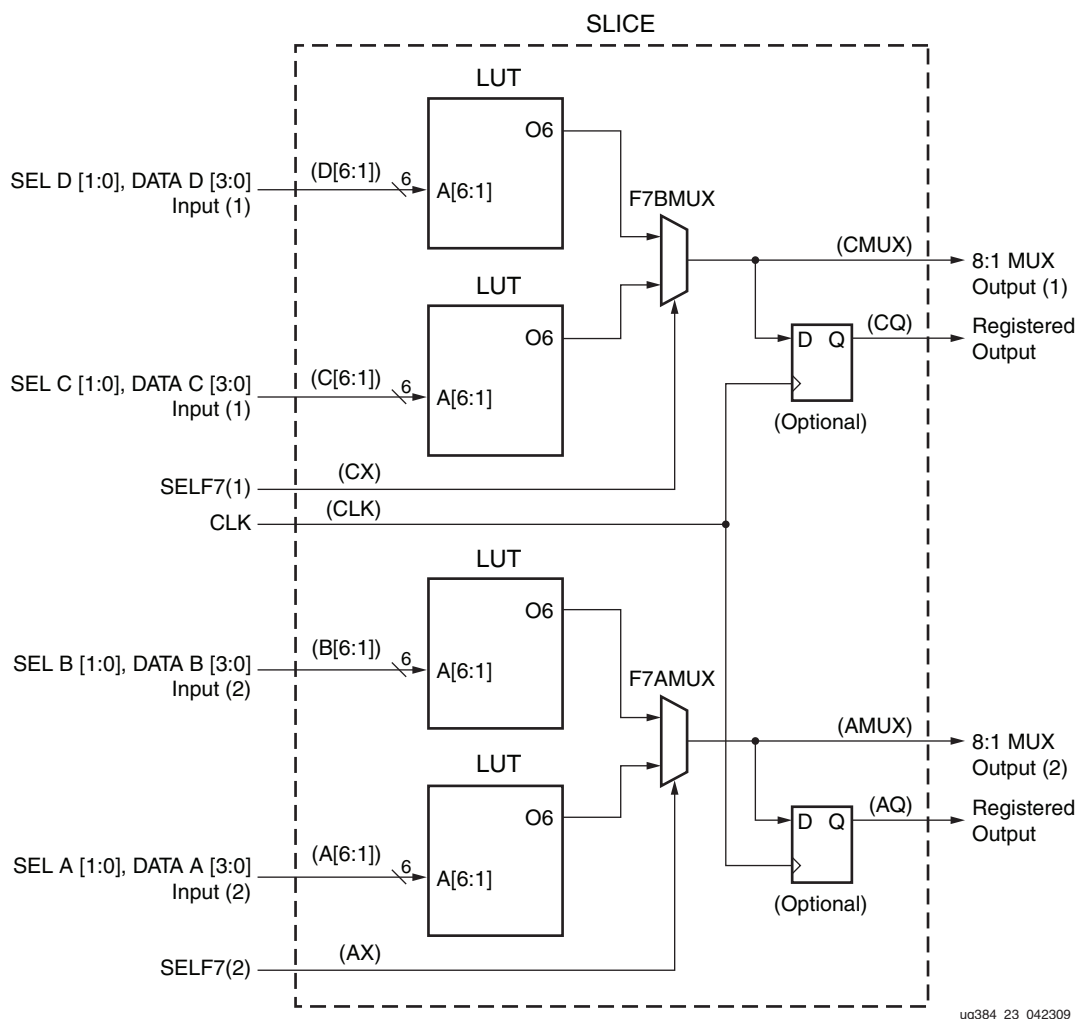 SLICE
LUT
O6
SEL D [1:0], DATA D [3:0]
Input (1)
(D[6:1])
6
A[6:1]
F7BMUX
(CMUX)
8:1 MUX
Output (1)
LUT
O6
D Q
(CQ)
Registered
Output
SEL C [1:0], DATA C [3:0]
Input (1)
(C[6:1])
6
A[6:1]
(Optional)
SELF7(1)
(CX)
CLK
(CLK)
LUT
O6
SEL B [1:0], DATA B [3:0]
Input (2)
(B[6:1])
6
A[6:1]
F7AMUX
(AMUX)
8:1 MUX
Output (2)
LUT
O6
D Q
(AQ)
Registered
Output
SEL A [1:0], DATA A [3:0]
Input (2)
(A[6:1])
6
A[6:1]
(Optional)
SELF7(2)
(AX)
ug384_23_042309